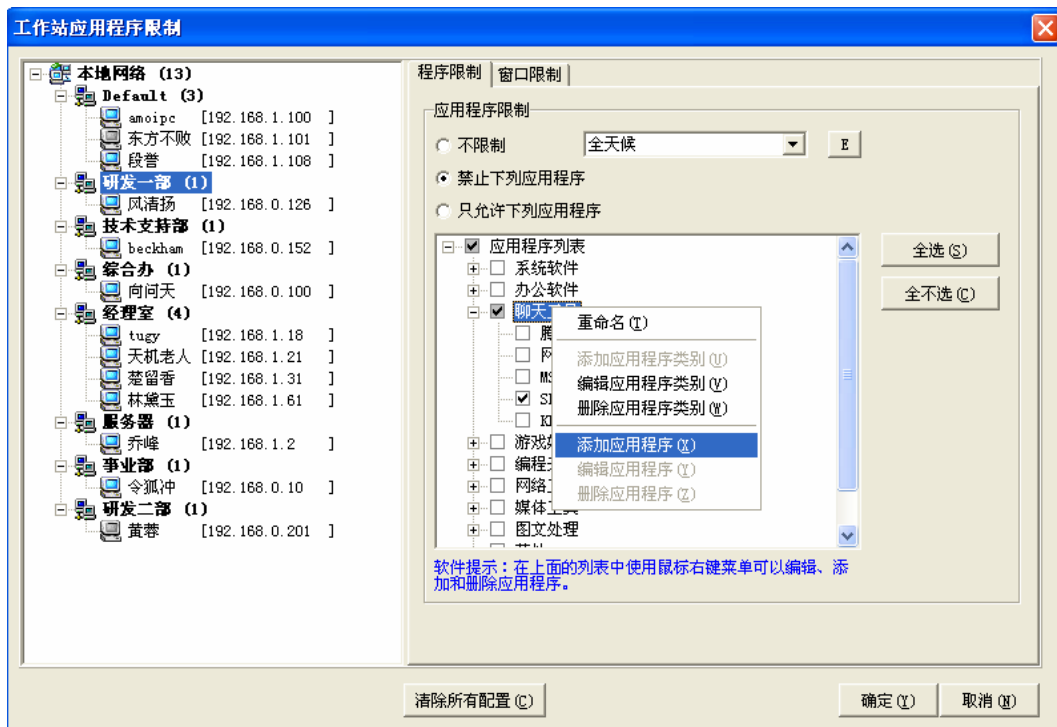 工作站应用程序限制
本地网络 (13)
Default (3)
amoipc [192.168.1.100 ]
东方不败 [192.168.1.101 ]
段誉 [192.168.1.108 ]
研发一部 (1)
风清扬 [192.168.0.126 ]
技术支持部 (1)
beckham [192.168.0.152 ]
综合办 (1)
向问天 [192.168.0.100 ]
经理室 (4)
tugy [192.168.1.18 ]
天机老人 [192.168.1.21 ]
楚留香 [192.168.1.31 ]
林黛玉 [192.168.1.61 ]
服务器 (1)
乔峰 [192.168.1.2 ]
事业部 (1)
令狐冲 [192.168.0.10 ]
研发二部 (1)
黄蓉 [192.168.0.201 ]
程序限制 窗口限制
应用程序限制
不限制 全天候 E
禁止下列应用程序
只允许下列应用程序
应用程序列表
系统软件
办公软件
聊天
游戏
编程
网络
媒体
图文处理
重命名(T)
添加应用程序类别(U)
编辑应用程序类别(V)
删除应用程序类别(W)
添加应用程序(X)
编辑应用程序(Y)
删除应用程序(Z)
全选(S)
全不选(C)
软件提示：在上面的列表中使用鼠标右键菜单可以编辑、添
加和删除应用程序。
清除所有配置(C) 确定(Y) 取消(N)